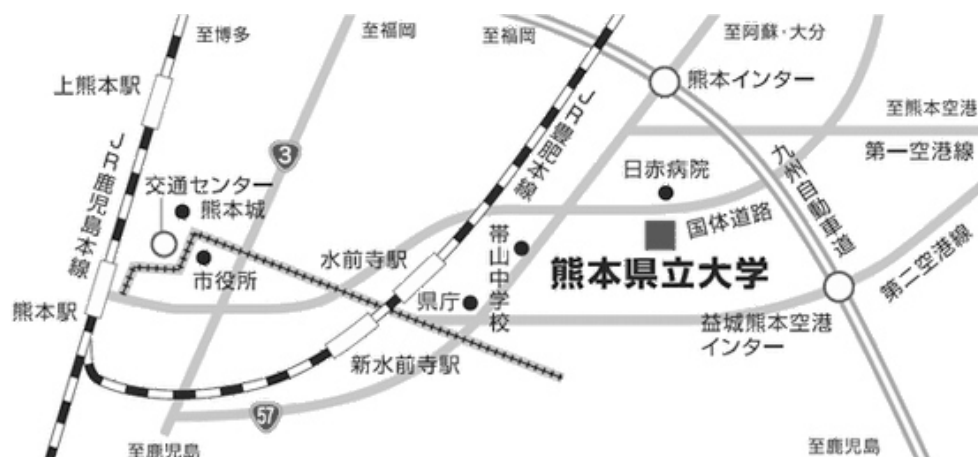 至博多
至福岡
至福岡
至阿蘇・大分
上熊本駅
熊本インター
JR豊肥本線
至熊本空港
第一空港線
JR鹿児島本線
3
交通センター
熊本城
日赤病院
九州自動車道
国体道路
市役所
水前寺駅
帯山中学校
熊本県立大学
第二空港線
熊本駅
県庁
益城熊本空港
インター
新水前寺駅
57
至鹿児島
至鹿児島